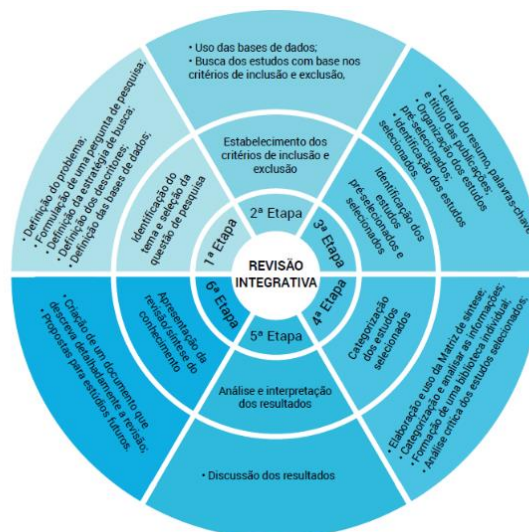 REVISÃO
INTEGRATIVA
1ª Etapa
Identificação do
tema e seleção da
questão de pesquisa
• Definição do problema;
• Formulação de uma pergunta de pesquisa;
• Definição da estratégia de busca;
• Definição dos descritores;
• Definição das bases de dados;
2ª Etapa
Estabelecimento dos
critérios de inclusão e
exclusão
• Uso das bases de dados;
• Busca dos estudos com base nos
critérios de inclusão e exclusão,
3ª Etapa
Identificação dos
estudos
pré-selecionados e
selecionados
• Leitura do resumo, palavras-chave
e título das publicações;
• Organização dos estudos
pré-selecionados;
• Identificação dos estudos
selecionados.
4ª Etapa
Categorização
dos estudos
selecionados
• Elaboração e uso da Matriz de síntese;
• Categorização e analisar as informações;
• Formação de uma biblioteca individual;
• Análise crítica dos estudos selecionados
5ª Etapa
Análise e interpretação
dos resultados
• Discussão dos resultados
6ª Etapa
Apresentação da
revisão/síntese do
conhecimento
• Criação de um documento que
descreva detalhadamente a revisão;
• Propostas para estudos futuros.